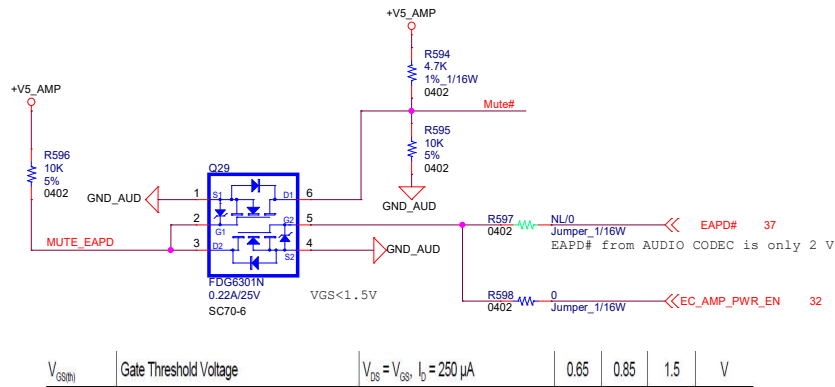 +V5_AMP
R594
4.7K
1%_1/16W
0402
Mute#
+V5_AMP
R596
10K
5%
0402
R595
10K
5%
0402
GND_AUD
Q29
GND_AUD
1 S1 D1 6
2 G1 G2 5
3 D2 S2 4
MUTE_EAPD
GND_AUD
FDG6301N
0.22A/25V
SC70-6
VGS<1.5V
R597 NL/0
0402 Jumper_1/16W
EAPD# 37
EAPD# from AUDIO CODEC is only 2 V
R598 0
0402 Jumper_1/16W
EC_AMP_PWR_EN 32
VGS(th) Gate Threshold Voltage VDS = VGS, ID = 250 µA 0.65 0.85 1.5 V